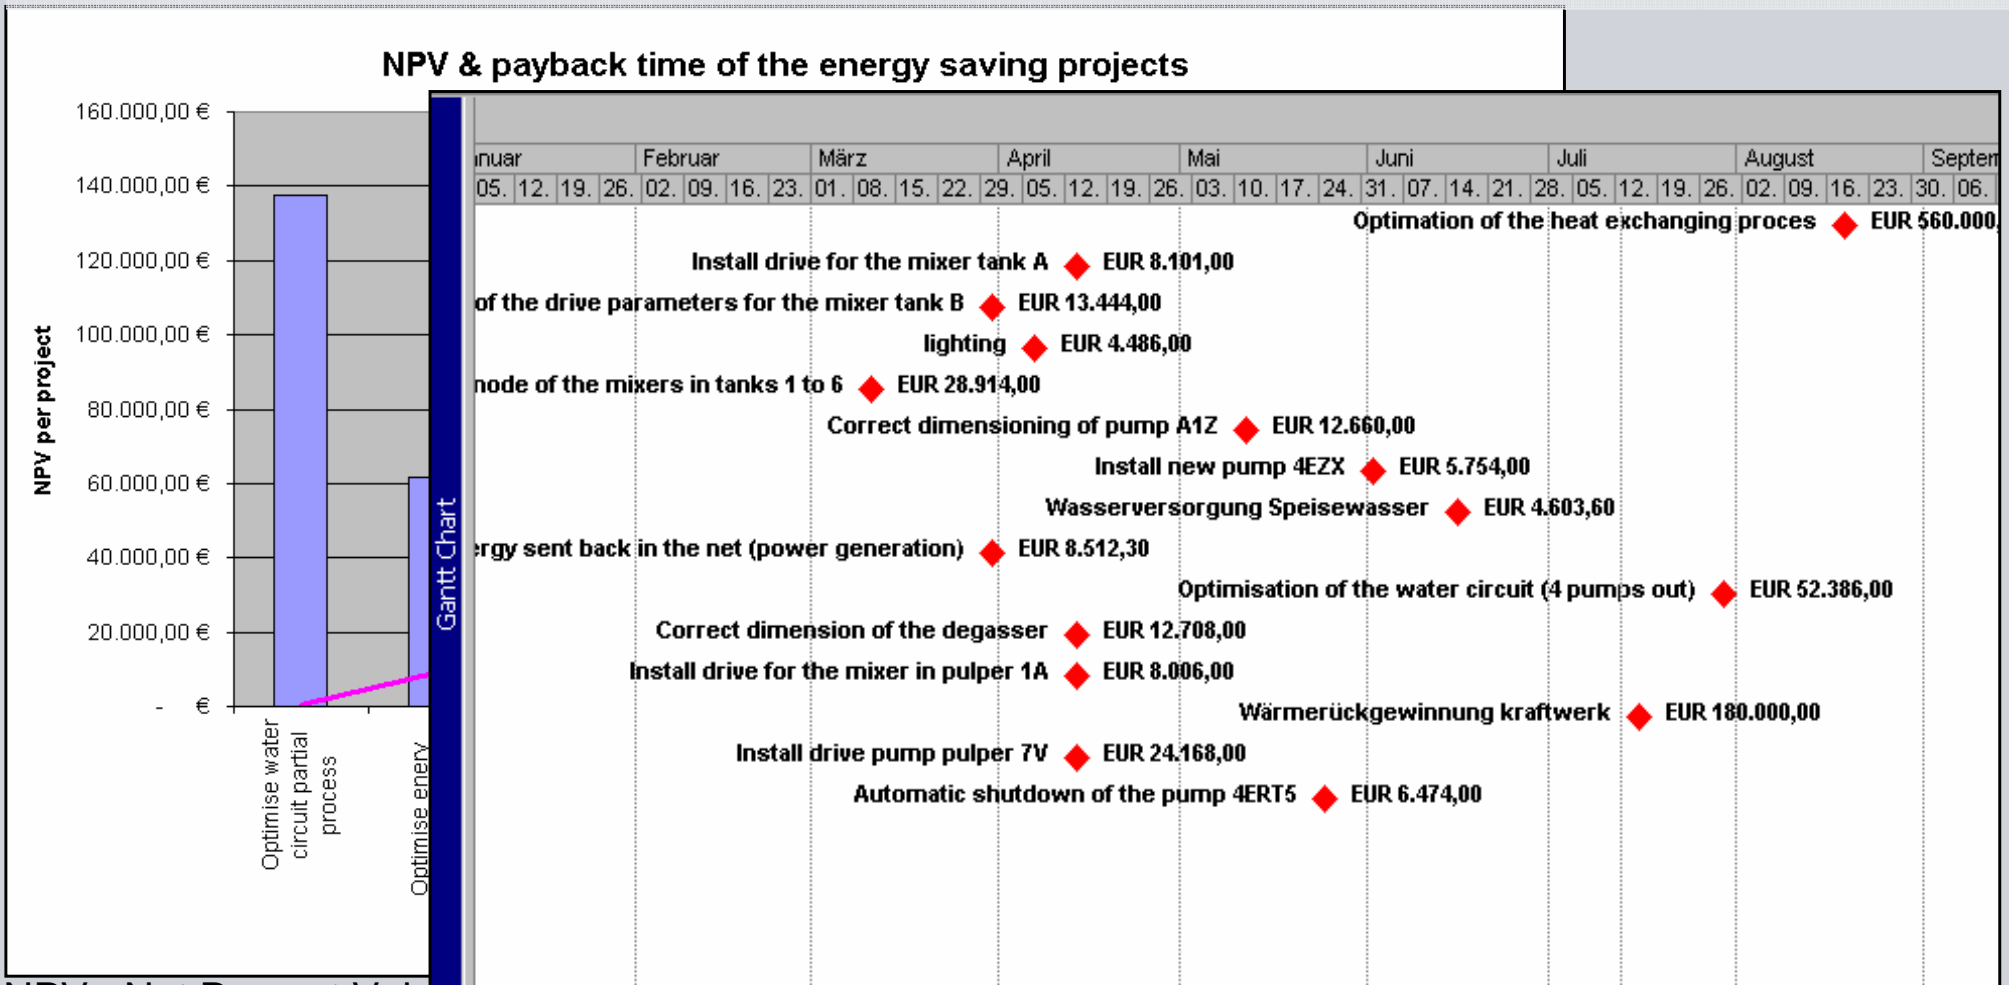 NPV & payback time of the energy saving projects
160.000,00 €
140.000,00 €
120.000,00 €
100.000,00 €
80.000,00 €
60.000,00 €
40.000,00 €
20.000,00 €
- €
NPV per project
Optimise water
circuit partial
process
Optimise enery
Gantt Chart
nuar Februar März April Mai Juni Juli August Septem
05. 12. 19. 26. 02. 09. 16. 23. 01. 08. 15. 22. 29. 05. 12. 19. 26. 03. 10. 17. 24. 31. 07. 14. 21. 28. 05. 12. 19. 26. 02. 09. 16. 23. 30. 06.
Optimation of the heat exchanging proces EUR 560.000,
Install drive for the mixer tank A EUR 8.101,00
of the drive parameters for the mixer tank B EUR 13.444,00
lighting EUR 4.486,00
node of the mixers in tanks 1 to 6 EUR 28.914,00
Correct dimensioning of pump A1Z EUR 12.660,00
Install new pump 4EZX EUR 5.754,00
Wasserversorgung Speisewasser EUR 4.603,60
ergy sent back in the net (power generation) EUR 8.512,30
Optimisation of the water circuit (4 pumps out) EUR 52.386,00
Correct dimension of the degasser EUR 12.708,00
Install drive for the mixer in pulper 1A EUR 8.006,00
Wärmerückgewinnung kraftwerk EUR 180.000,00
Install drive pump pulper 7V EUR 24.168,00
Automatic shutdown of the pump 4ERT5 EUR 6.474,00